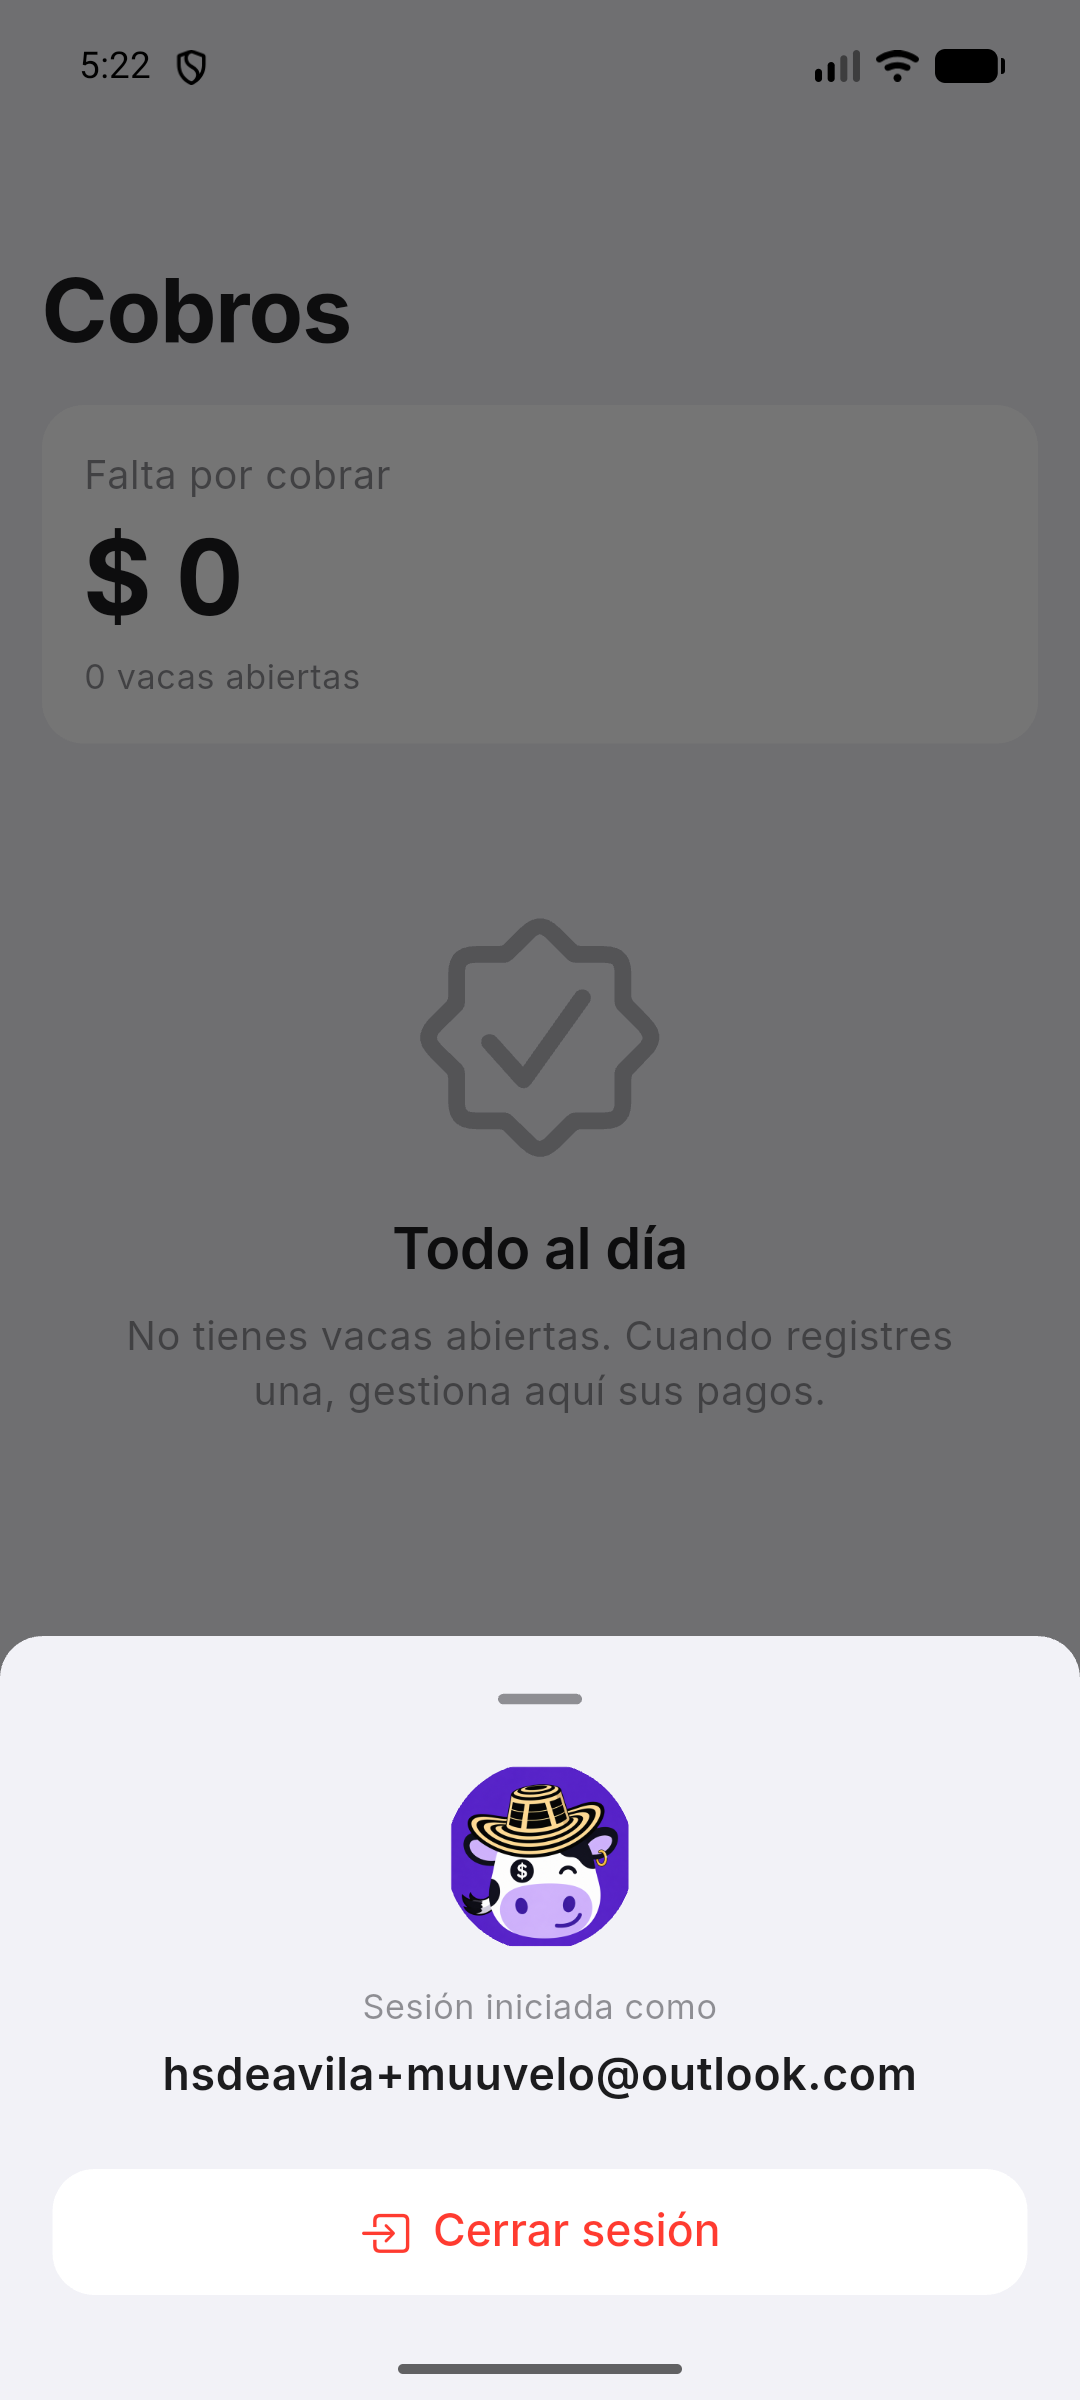 5:22
Cobros
Falta por cobrar
$ 0
0 vacas abiertas
Todo al día
No tienes vacas abiertas. Cuando registres
una, gestiona aquí sus pagos.
$
Sesión iniciada como
hsdeavila+muuvelo@outlook.com
Cerrar sesión